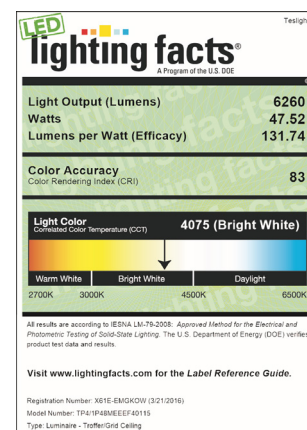 LED
Teslight
lighting facts®
A Program of the U.S. DOE
Light Output (Lumens) 6260
Watts 47.52
Lumens per Watt (Efficacy) 131.74
Color Accuracy
Color Rendering Index (CRI) 83
Light Color
Correlated Color Temperature (CCT) 4075 (Bright White)
Warm White Bright White Daylight
2700K 3000K 4500K 6500K
All results are according to IESNA LM-79-2008: Approved Method for the Electrical and
Photometric Testing of Solid-State Lighting. The U.S. Department of Energy (DOE) verifies
product test data and results.
Visit www.lightingfacts.com for the Label Reference Guide.
Registration Number: X61E-EMGKOW (3/21/2016)
Model Number: TP4/1P48MEEEF40115
Type: Luminaire - Troffer/Grid Ceiling